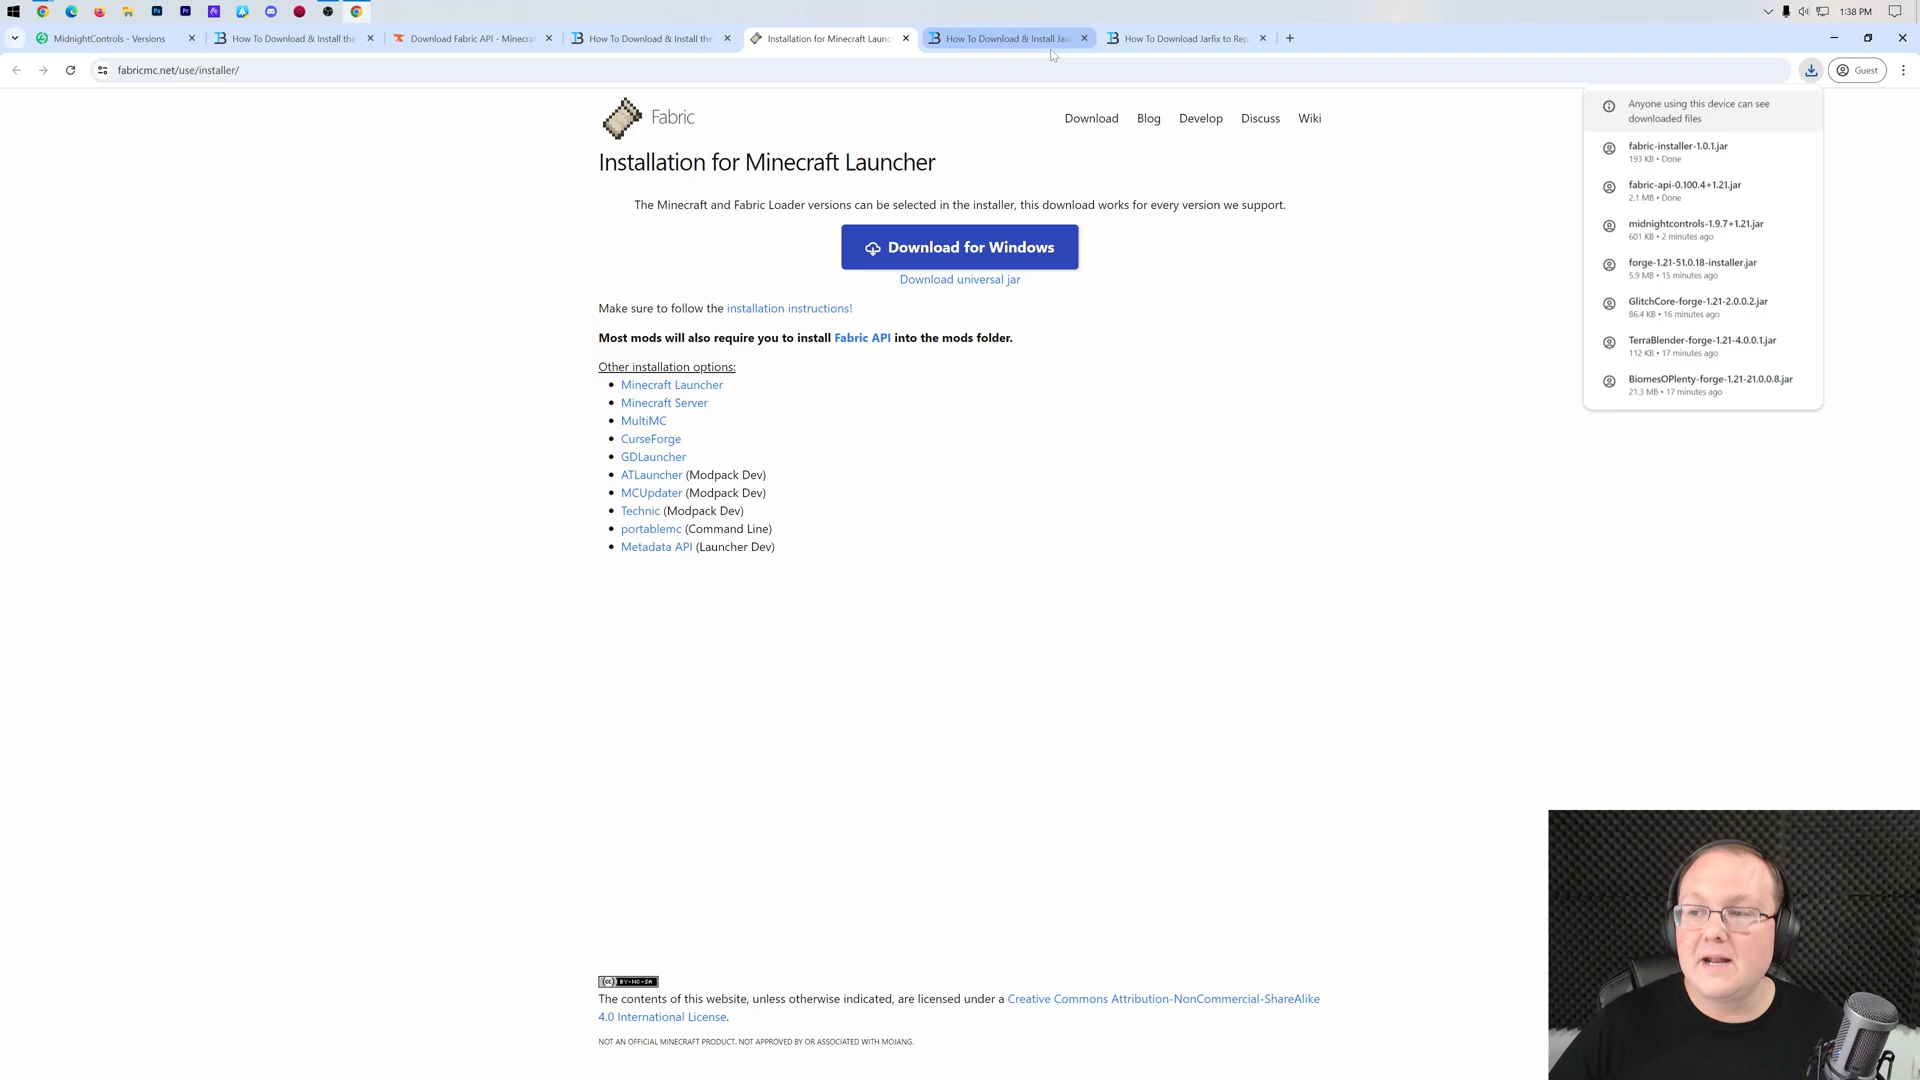 1:38 PM
MidnightControls - Versions
How To Download & Install the
Download Fabric API - Minecra
How To Download & Install the
Installation for Minecraft Launc
How To Download & Install Jav
How To Download Jarfix to Rep
fabricmc.net/use/installer/
Guest
Fabric
Download
Blog
Develop
Discuss
Wiki
Installation for Minecraft Launcher
The Minecraft and Fabric Loader versions can be selected in the installer, this download works for every version we support.
Download for Windows
Download universal jar
Make sure to follow the installation instructions!
Most mods will also require you to install Fabric API into the mods folder.
Other installation options:
Minecraft Launcher
Minecraft Server
MultiMC
CurseForge
GDLauncher
ATLauncher (Modpack Dev)
MCUpdater (Modpack Dev)
Technic (Modpack Dev)
portablemc (Command Line)
Metadata API (Launcher Dev)
Anyone using this device can see
downloaded files
fabric-installer-1.0.1.jar
193 KB • Done
fabric-api-0.100.4+1.21.jar
2.1 MB • Done
midnightcontrols-1.9.7+1.21.jar
601 KB • 2 minutes ago
forge-1.21-51.0.18-installer.jar
5.9 MB • 15 minutes ago
GlitchCore-forge-1.21-2.0.0.2.jar
86.4 KB • 16 minutes ago
TerraBlender-forge-1.21-4.0.0.1.jar
112 KB • 17 minutes ago
BiomesOPlenty-forge-1.21-21.0.0.8.jar
21.3 MB • 17 minutes ago
(cc) BY-NC-SA
The contents of this website, unless otherwise indicated, are licensed under a Creative Commons Attribution-NonCommercial-ShareAlike
4.0 International License.
NOT AN OFFICIAL MINECRAFT PRODUCT. NOT APPROVED BY OR ASSOCIATED WITH MOJANG.